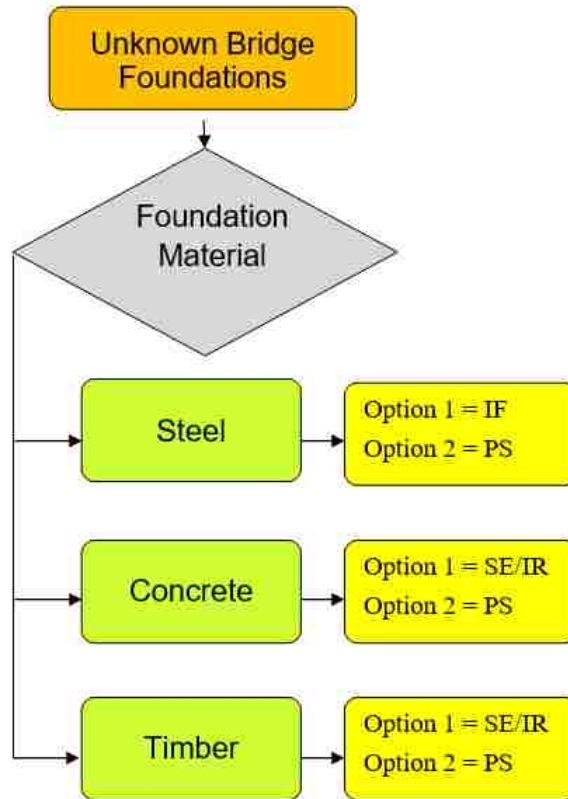 Unknown Bridge
Foundations
Foundation
Material
Steel
Option 1 = IF
Option 2 = PS
Concrete
Option 1 = SE/IR
Option 2 = PS
Timber
Option 1 = SE/IR
Option 2 = PS